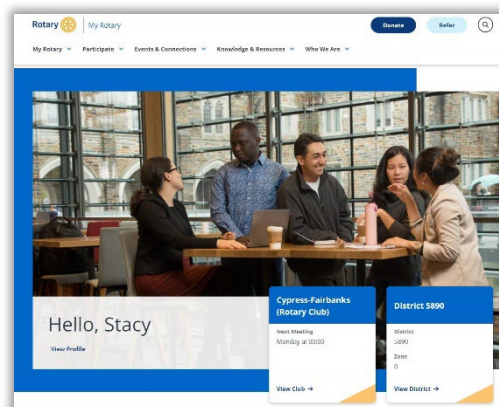 Rotary My Rotary Donate Refer
My Rotary Participate Events & Connections Knowledge & Resources Who We Are
Hello, Stacy
View Profile
Cypress-Fairbanks
(Rotary Club)
Next Meeting
Monday at 00:00
View Club →
District 5890
District
5890
Zone
0
View District →